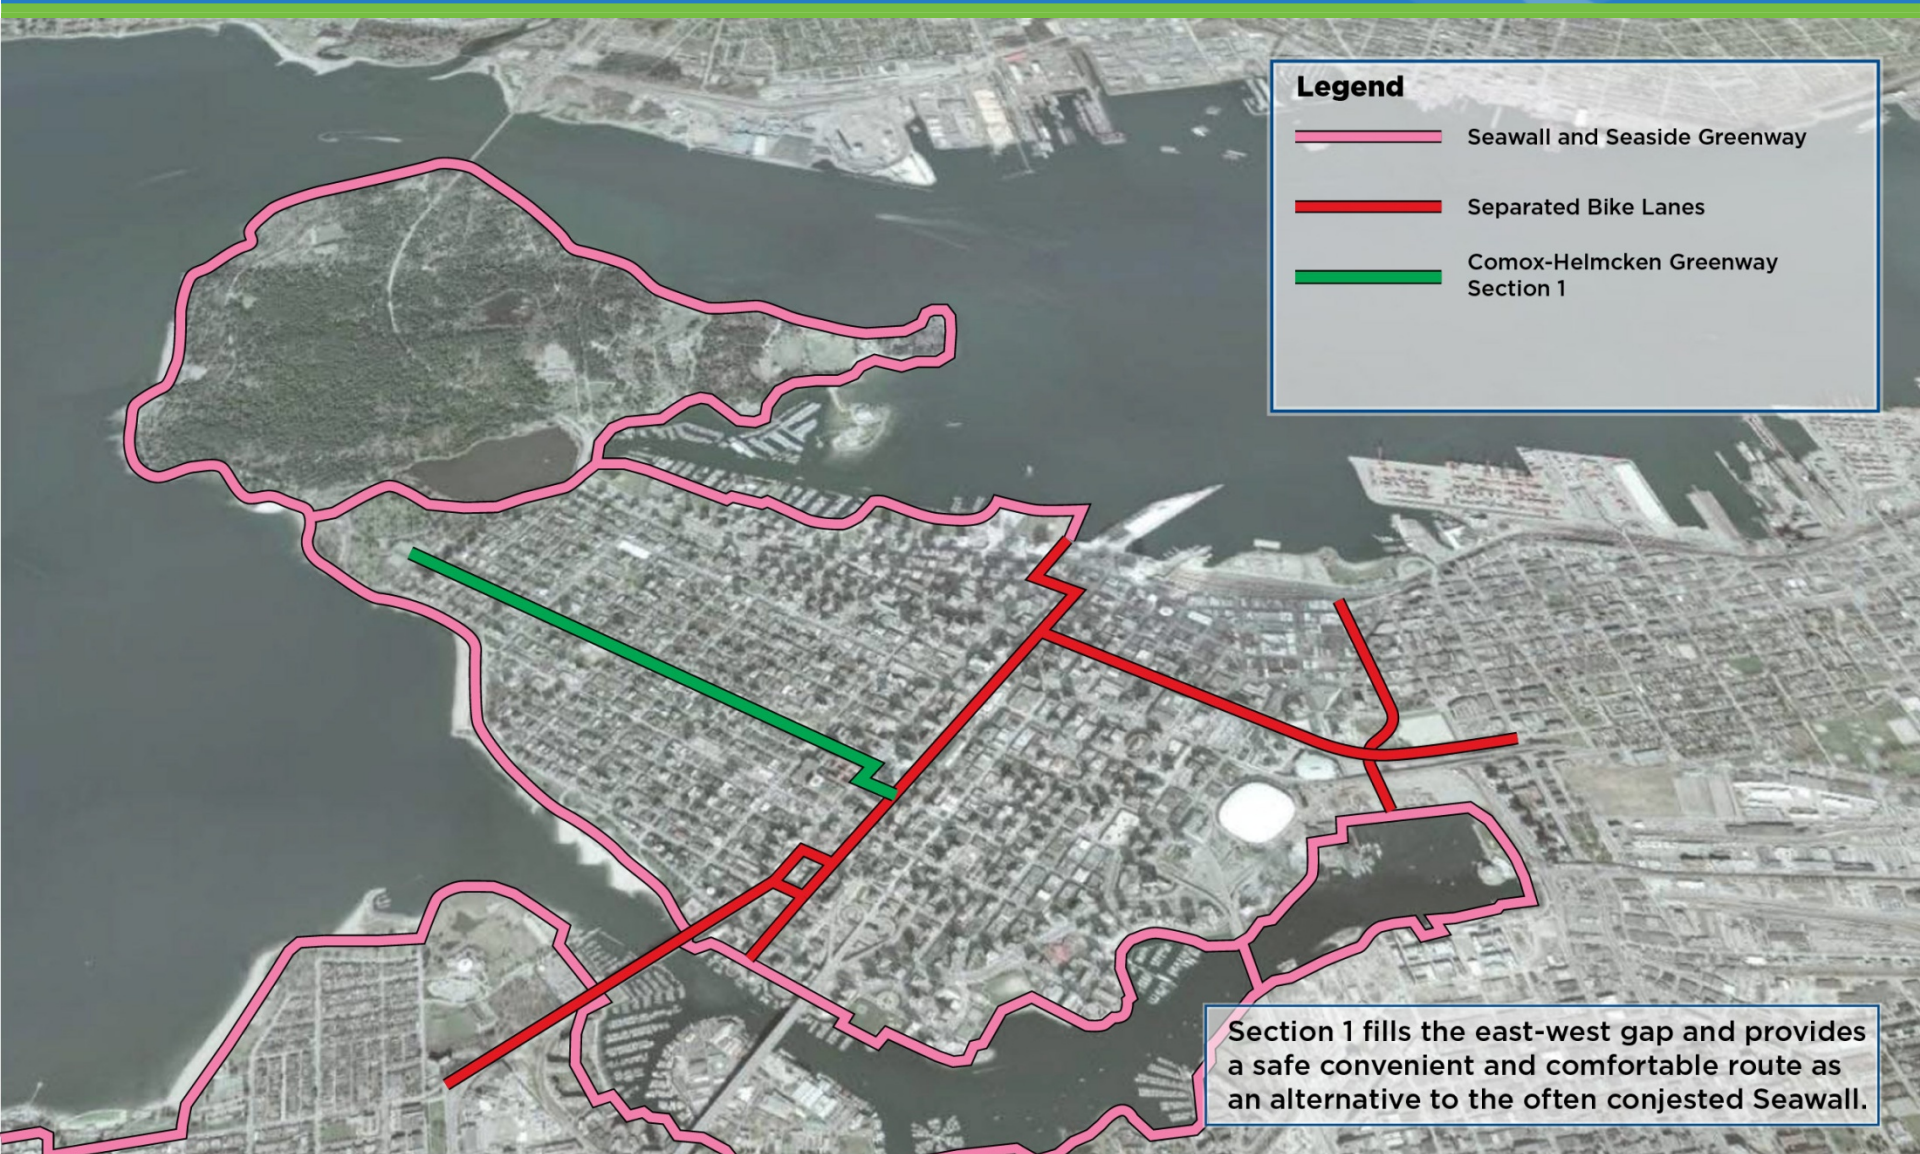 Legend
Seawall and Seaside Greenway
Separated Bike Lanes
Comox-Helmcken Greenway
Section 1
Section 1 fills the east-west gap and provides
a safe convenient and comfortable route as
an alternative to the often conjested Seawall.